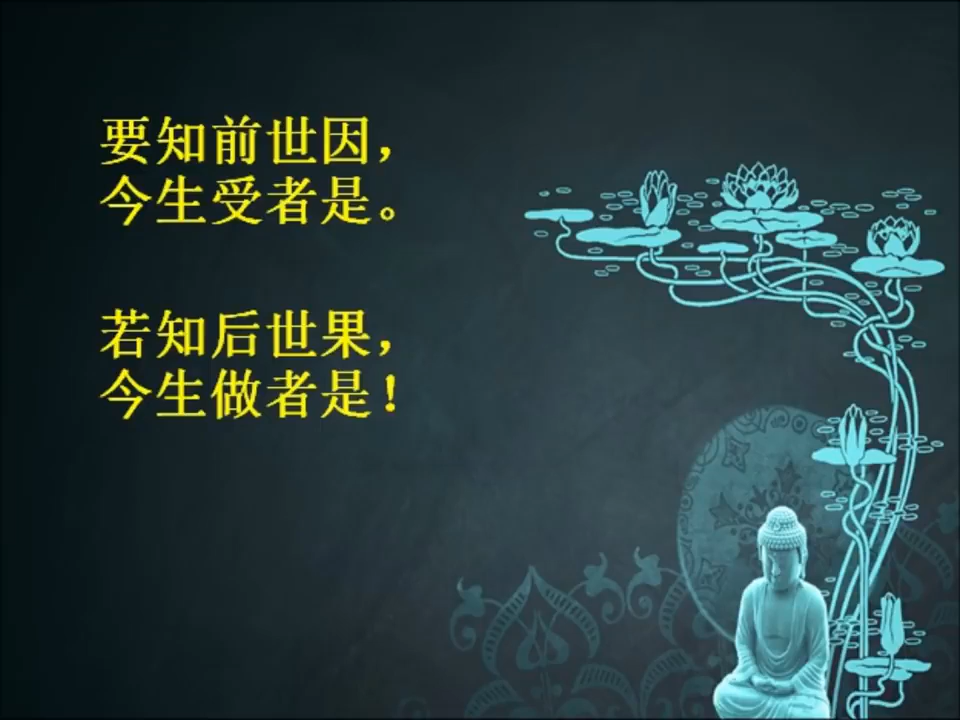 要知前世因，
今生受者是。
若知后世果，
今生做者是！